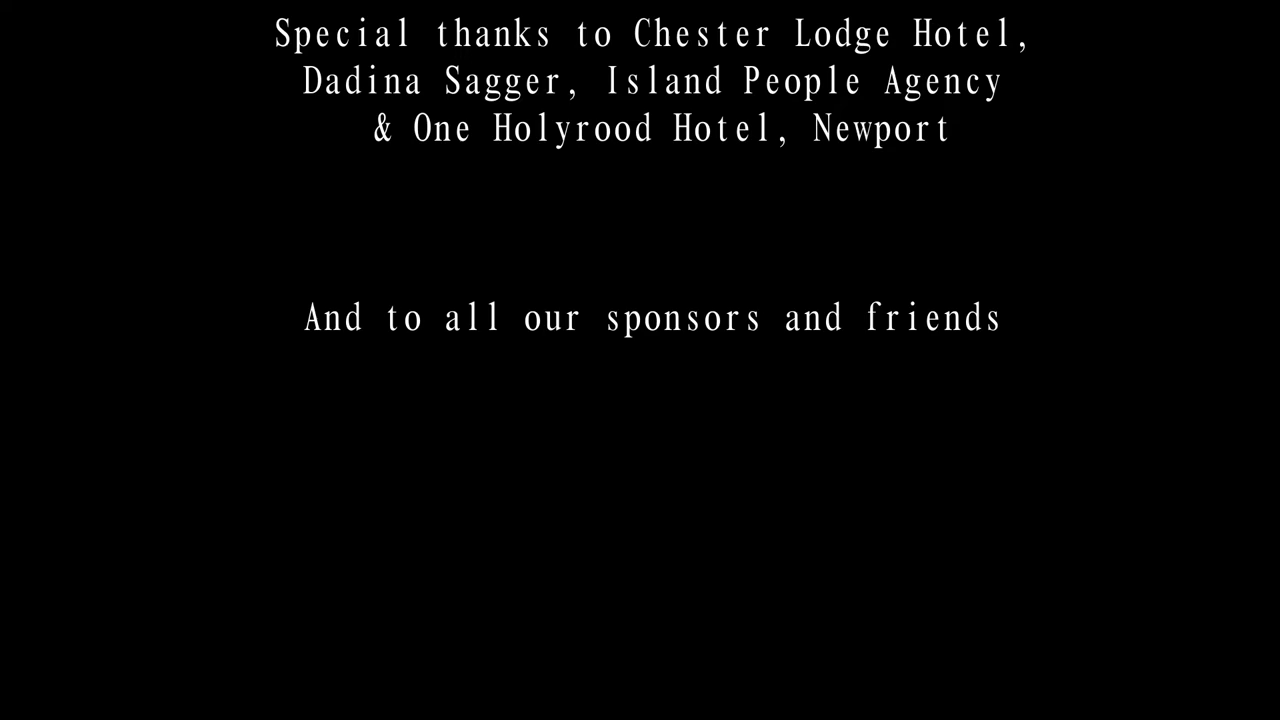 Special thanks to Chester Lodge Hotel,
Dadina Sagger, Island People Agency
& One Holyrood Hotel, Newport
And to all our sponsors and friends